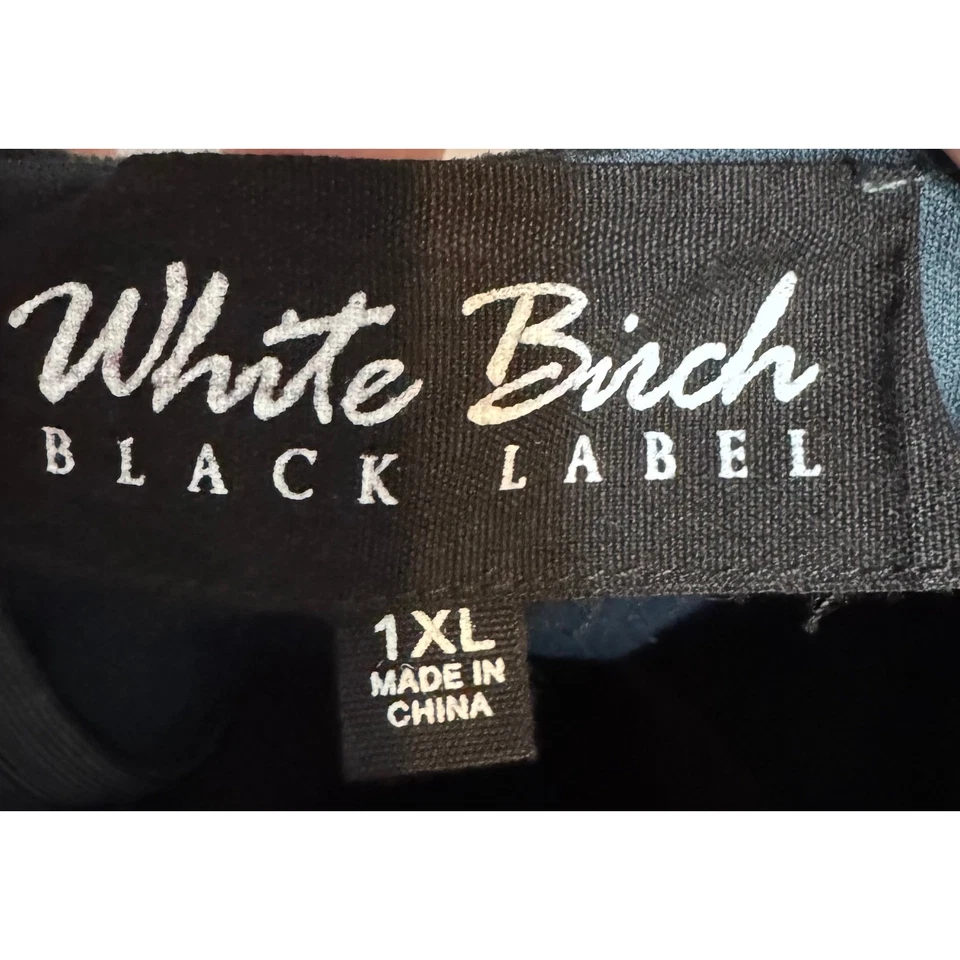 White Birch
BLACK LABEL
1XL
MADE IN
CHINA